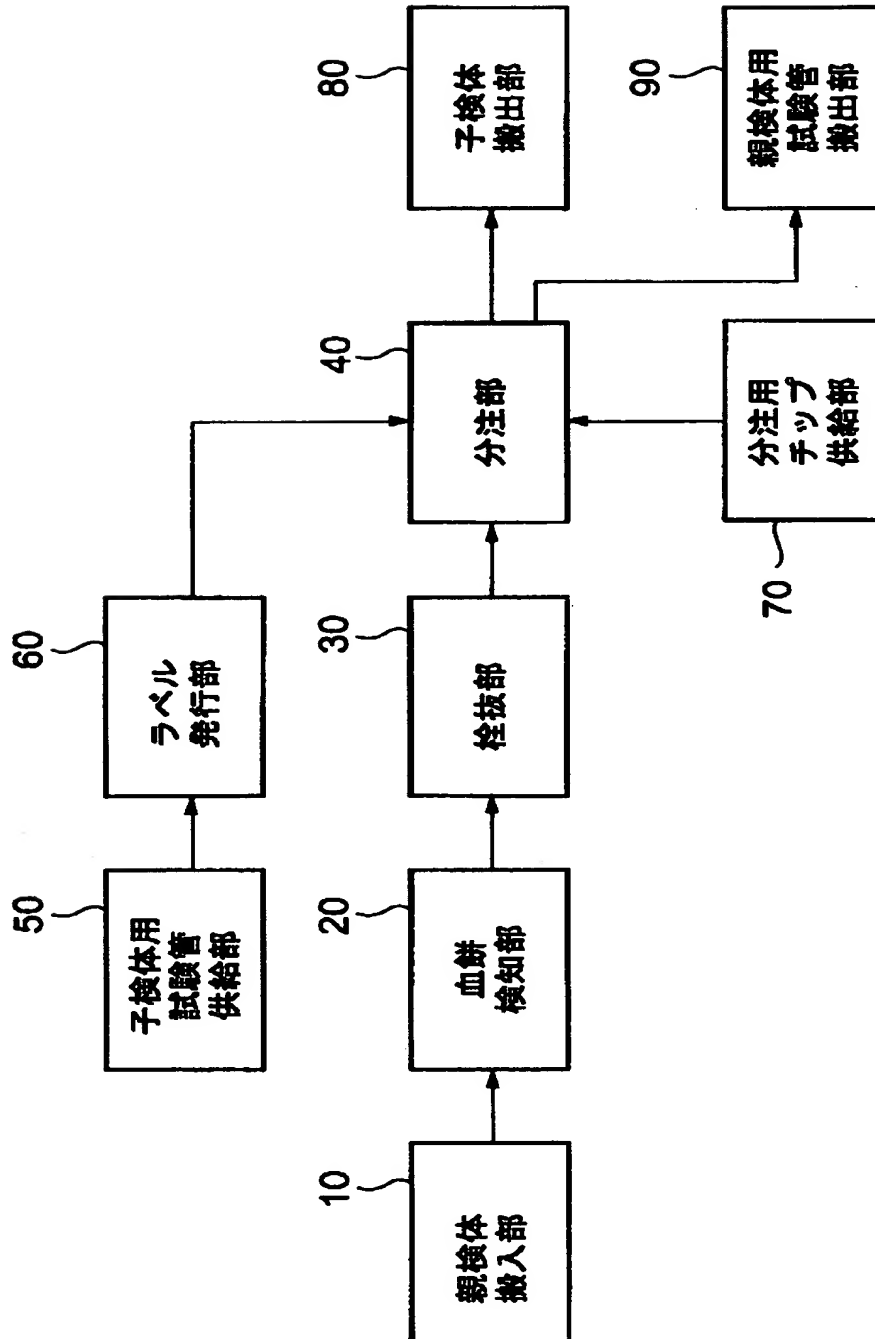 50
子検体用
試験管
供給部
60
ラベル
発行部
10
親検体
搬入部
20
血餅
検知部
30
栓抜部
40
分注部
80
子検体
搬出部
70
分注用
チップ
供給部
90
親検体用
試験管
搬出部